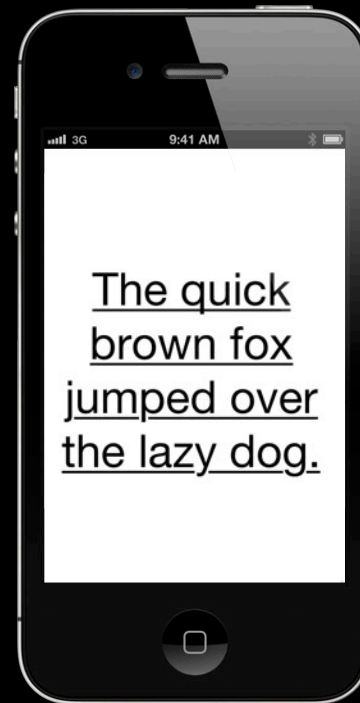 3G 9:41 AM
The quick
brown fox
jumped over
the lazy dog.